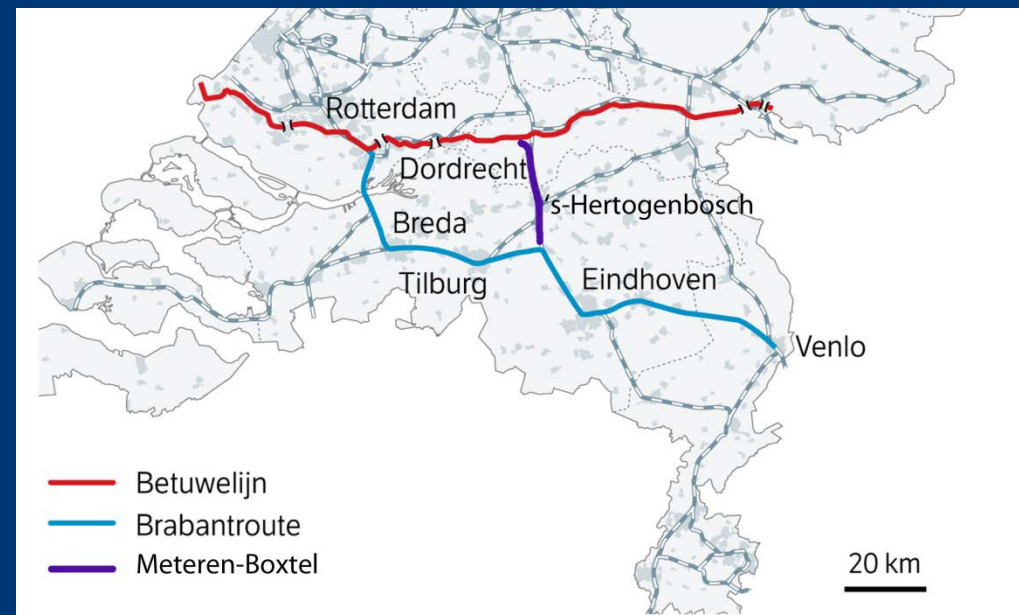 Rotterdam
Dordrecht
's-Hertogenbosch
Breda
Tilburg
Eindhoven
Venlo
Betuwelijn
Brabantroute
Meteren-Boxtel
20 km